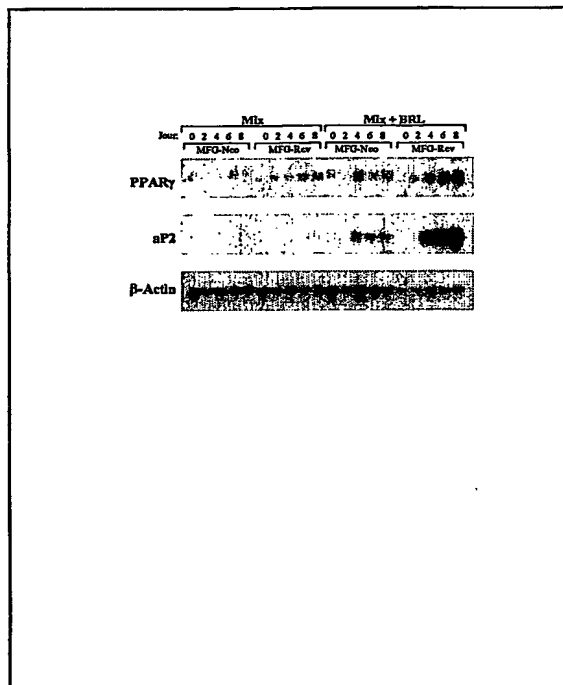 Mix Mix + BRL
Jour: 0 2 4 6 8 0 2 4 6 8 0 2 4 6 8 0 2 4 6 8
MFG-Neo MFG-Rev MFG-Neo MFG-Rev
PPARγ
aP2
β-Actin